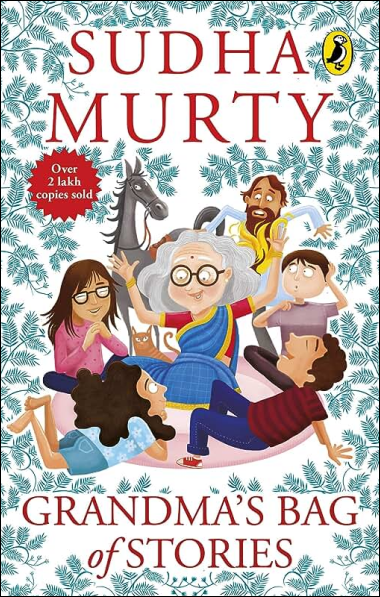 SUDHA
MURTY
Over
2 lakh
copies sold
GRANDMA'S BAG
of STORIES